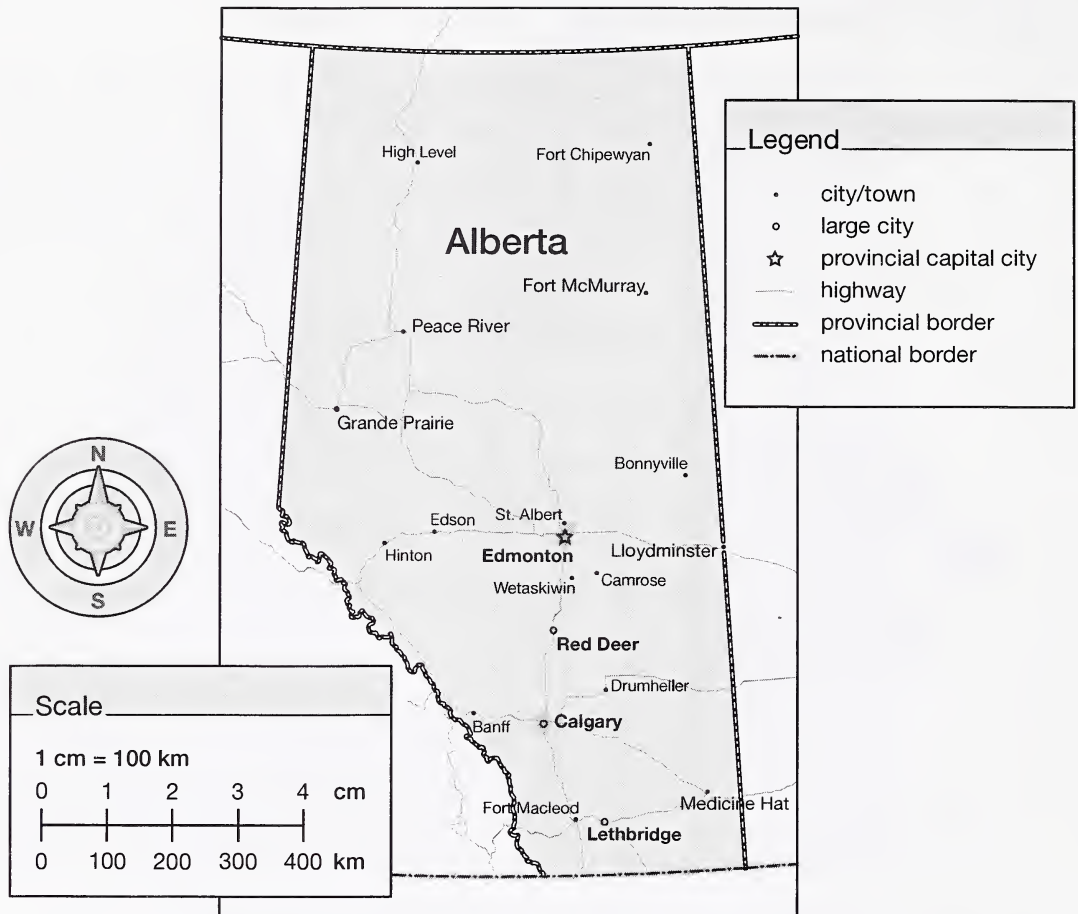 High Level
Fort Chipewyan
Alberta
Fort McMurray
Peace River
Grande Prairie
Bonnyville
St. Albert
Edson
Hinton
Edmonton
Lloydminster
Wetaskiwin
Camrose
Red Deer
Drumheller
Banff
Calgary
Medicine Hat
Fort Macleod
Lethbridge
Legend
city/town
large city
provincial capital city
highway
provincial border
national border
N
W E
S
Scale
1 cm = 100 km
0 1 2 3 4 cm
0 100 200 300 400 km